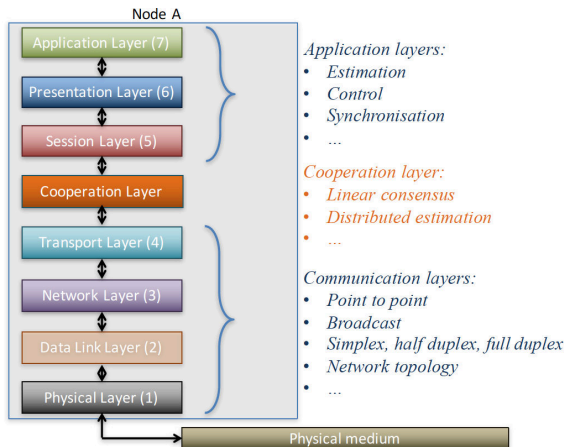 Node A
Application Layer (7)
Presentation Layer (6)
Session Layer (5)
Cooperation Layer
Transport Layer (4)
Network Layer (3)
Data Link Layer (2)
Physical Layer (1)
Physical medium
Application layers:
• Estimation
• Control
• Synchronisation
• ...
Cooperation layer:
• Linear consensus
• Distributed estimation
• ...
Communication layers:
• Point to point
• Broadcast
• Simplex, half duplex, full duplex
• Network topology
• ...